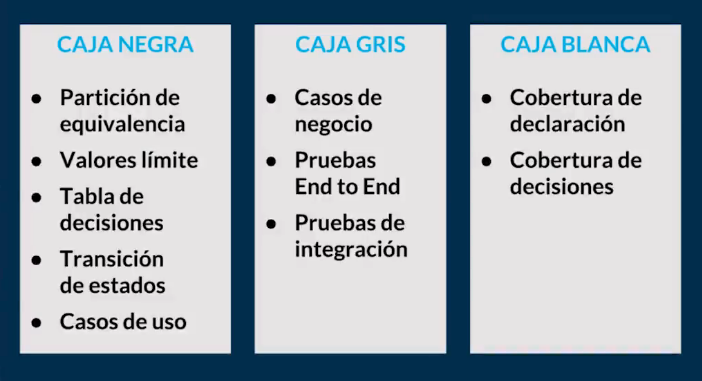 CAJA NEGRA
● Partición de
equivalencia
● Valores límite
● Tabla de
decisiones
● Transición
de estados
● Casos de uso
CAJA GRIS
● Casos de
negocio
● Pruebas
End to End
● Pruebas de
integración
CAJA BLANCA
● Cobertura de
declaración
● Cobertura de
decisiones